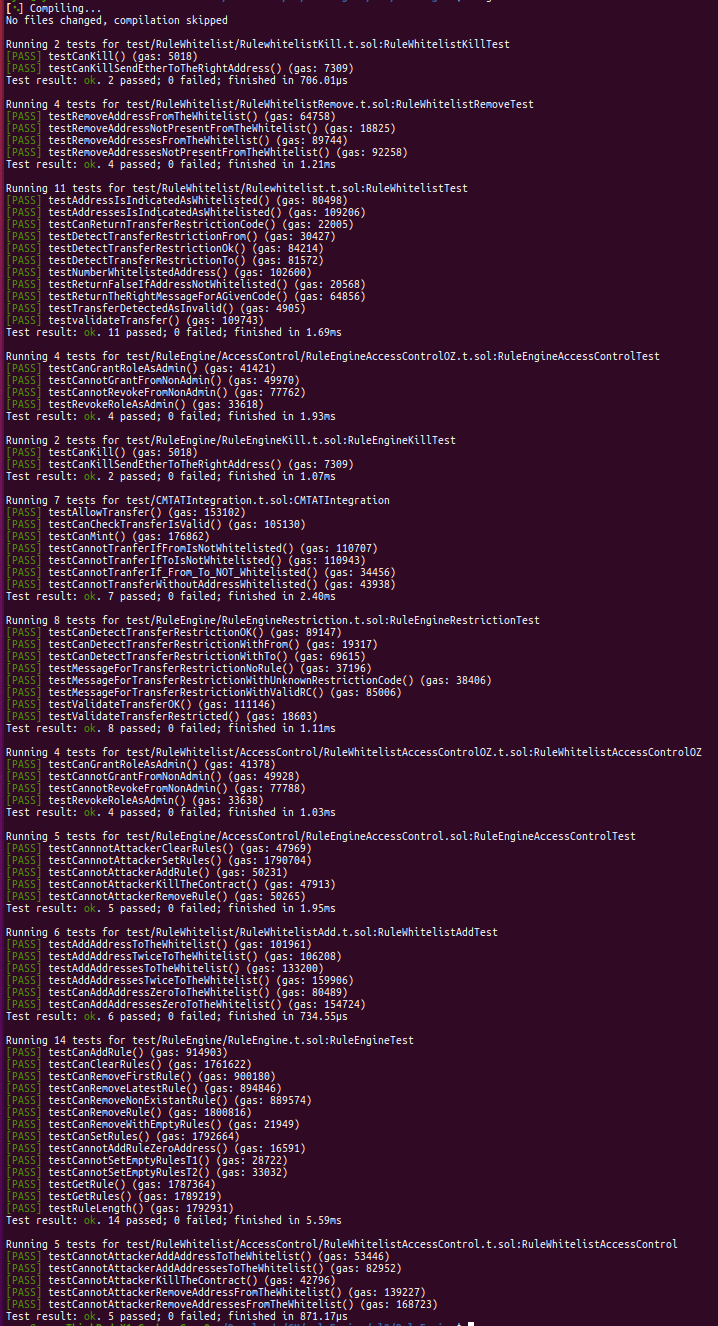 [⠢] Compiling...
No files changed, compilation skipped
Running 2 tests for test/RuleWhitelist/RulewhitelistKill.t.sol:RuleWhitelistKillTest
[PASS] testCanKill() (gas: 5018)
[PASS] testCanKillSendEtherToTheRightAddress() (gas: 7309)
Test result: ok. 2 passed; 0 failed; finished in 706.01µs
Running 4 tests for test/RuleWhitelist/RuleWhitelistRemove.t.sol:RuleWhitelistRemoveTest
[PASS] testRemoveAddressFromTheWhitelist() (gas: 64758)
[PASS] testRemoveAddressNotPresentFromTheWhitelist() (gas: 18825)
[PASS] testRemoveAddressesFromTheWhitelist() (gas: 89744)
[PASS] testRemoveAddressesNotPresentFromTheWhitelist() (gas: 92258)
Test result: ok. 4 passed; 0 failed; finished in 1.21ms
Running 11 tests for test/RuleWhitelist/Rulewhitelist.t.sol:RuleWhitelistTest
[PASS] testAddressIsIndicatedAsWhitelisted() (gas: 80498)
[PASS] testAddressesIsIndicatedAsWhitelisted() (gas: 109206)
[PASS] testCanReturnTransferRestrictionCode() (gas: 22005)
[PASS] testDetectTransferRestrictionFrom() (gas: 30427)
[PASS] testDetectTransferRestrictionOk() (gas: 84214)
[PASS] testDetectTransferRestrictionTo() (gas: 81572)
[PASS] testNumberWhitelistedAddress() (gas: 102600)
[PASS] testReturnFalseIfAddressNotWhitelisted() (gas: 20568)
[PASS] testReturnTheRightMessageForAGivenCode() (gas: 64856)
[PASS] testTransferDetectedAsInvalid() (gas: 4905)
[PASS] testvalidateTransfer() (gas: 109743)
Test result: ok. 11 passed; 0 failed; finished in 1.69ms
Running 4 tests for test/RuleEngine/AccessControl/RuleEngineAccessControlOZ.t.sol:RuleEngineAccessControlTest
[PASS] testCanGrantRoleAsAdmin() (gas: 41421)
[PASS] testCannotGrantFromNonAdmin() (gas: 49970)
[PASS] testCannotRevokeFromNonAdmin() (gas: 77762)
[PASS] testRevokeRoleAsAdmin() (gas: 33618)
Test result: ok. 4 passed; 0 failed; finished in 1.93ms
Running 2 tests for test/RuleEngine/RuleEngineKill.t.sol:RuleEngineKillTest
[PASS] testCanKill() (gas: 5018)
[PASS] testCanKillSendEtherToTheRightAddress() (gas: 7309)
Test result: ok. 2 passed; 0 failed; finished in 1.07ms
Running 7 tests for test/CMTATIntegration.t.sol:CMTATIntegration
[PASS] testAllowTransfer() (gas: 153102)
[PASS] testCanCheckTransferIsValid() (gas: 105130)
[PASS] testCanMint() (gas: 176862)
[PASS] testCannotTranferIfFromIsNotWhitelisted() (gas: 110707)
[PASS] testCannotTranferIfToIsNotWhitelisted() (gas: 110943)
[PASS] testCannotTranferIf_From_To_NOT_Whitelisted() (gas: 34456)
[PASS] testCannotTransferWithoutAddressWhitelisted() (gas: 43938)
Test result: ok. 7 passed; 0 failed; finished in 2.40ms
Running 8 tests for test/RuleEngine/RuleEngineRestriction.t.sol:RuleEngineRestrictionTest
[PASS] testCanDetectTransferRestrictionOK() (gas: 89147)
[PASS] testCanDetectTransferRestrictionWithFrom() (gas: 19317)
[PASS] testCanDetectTransferRestrictionWithTo() (gas: 69615)
[PASS] testMessageForTransferRestrictionNoRule() (gas: 37196)
[PASS] testMessageForTransferRestrictionWithUnknownRestrictionCode() (gas: 38406)
[PASS] testMessageForTransferRestrictionWithValidRC() (gas: 85006)
[PASS] testValidateTransferOK() (gas: 111146)
[PASS] testValidateTransferRestricted() (gas: 18603)
Test result: ok. 8 passed; 0 failed; finished in 1.11ms
Running 4 tests for test/RuleWhitelist/AccessControl/RuleWhitelistAccessControlOZ.t.sol:RuleWhitelistAccessControlOZ
[PASS] testCanGrantRoleAsAdmin() (gas: 41378)
[PASS] testCannotGrantFromNonAdmin() (gas: 49928)
[PASS] testCannotRevokeFromNonAdmin() (gas: 77788)
[PASS] testRevokeRoleAsAdmin() (gas: 33638)
Test result: ok. 4 passed; 0 failed; finished in 1.03ms
Running 5 tests for test/RuleEngine/AccessControl/RuleEngineAccessControl.sol:RuleEngineAccessControlTest
[PASS] testCannnotAttackerClearRules() (gas: 47969)
[PASS] testCannnotAttackerSetRules() (gas: 1790704)
[PASS] testCannotAttackerAddRule() (gas: 50231)
[PASS] testCannotAttackerKillTheContract() (gas: 47913)
[PASS] testCannotAttackerRemoveRule() (gas: 50265)
Test result: ok. 5 passed; 0 failed; finished in 1.95ms
Running 6 tests for test/RuleWhitelist/RuleWhitelistAdd.t.sol:RuleWhitelistAddTest
[PASS] testAddAddressToTheWhitelist() (gas: 101961)
[PASS] testAddAddressTwiceToTheWhitelist() (gas: 106208)
[PASS] testAddAddressesToTheWhitelist() (gas: 133200)
[PASS] testAddAddressesTwiceToTheWhitelist() (gas: 159906)
[PASS] testCanAddAddressZeroToTheWhitelist() (gas: 80489)
[PASS] testCanAddAddressesZeroToTheWhitelist() (gas: 154724)
Test result: ok. 6 passed; 0 failed; finished in 734.55µs
Running 14 tests for test/RuleEngine/RuleEngine.t.sol:RuleEngineTest
[PASS] testCanAddRule() (gas: 914903)
[PASS] testCanClearRules() (gas: 1761622)
[PASS] testCanRemoveFirstRule() (gas: 900180)
[PASS] testCanRemoveLatestRule() (gas: 894846)
[PASS] testCanRemoveNonExistantRule() (gas: 889574)
[PASS] testCanRemoveRule() (gas: 1800816)
[PASS] testCanRemoveWithEmptyRules() (gas: 21949)
[PASS] testCanSetRules() (gas: 1792664)
[PASS] testCannotAddRuleZeroAddress() (gas: 16591)
[PASS] testCannotSetEmptyRulesT1() (gas: 28722)
[PASS] testCannotSetEmptyRulesT2() (gas: 33032)
[PASS] testGetRule() (gas: 1787364)
[PASS] testGetRules() (gas: 1789219)
[PASS] testRuleLength() (gas: 1792931)
Test result: ok. 14 passed; 0 failed; finished in 5.59ms
Running 5 tests for test/RuleWhitelist/AccessControl/RuleWhitelistAccessControl.t.sol:RuleWhitelistAccessControl
[PASS] testCannotAttackerAddAddressToTheWhitelist() (gas: 53446)
[PASS] testCannotAttackerAddAddressesToTheWhitelist() (gas: 82952)
[PASS] testCannotAttackerKillTheContract() (gas: 42796)
[PASS] testCannotAttackerRemoveAddressFromTheWhitelist() (gas: 139227)
[PASS] testCannotAttackerRemoveAddressesFromTheWhitelist() (gas: 168723)
Test result: ok. 5 passed; 0 failed; finished in 871.17µs